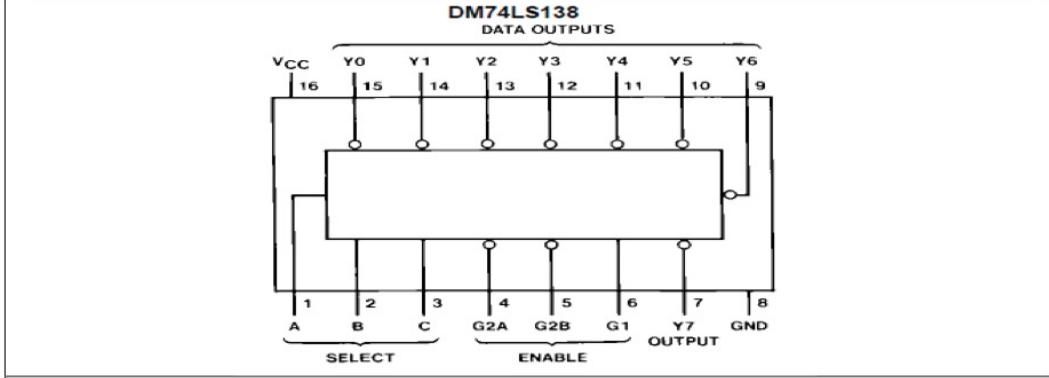 DM74LS138
DATA OUTPUTS
VCC Y0 Y1 Y2 Y3 Y4 Y5 Y6
16 15 14 13 12 11 10 9
1 2 3 4 5 6 7 8
A B C G2A G2B G1 Y7 GND
OUTPUT
SELECT ENABLE